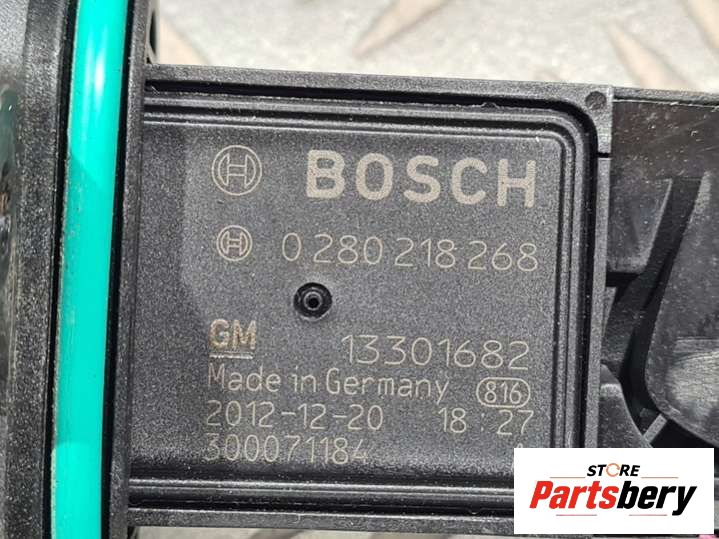 BOSCH
0 280 218 268
GM 13301682
Made in Germany 816
2012-12-20 18:27
300071184
STORE
Partsbery